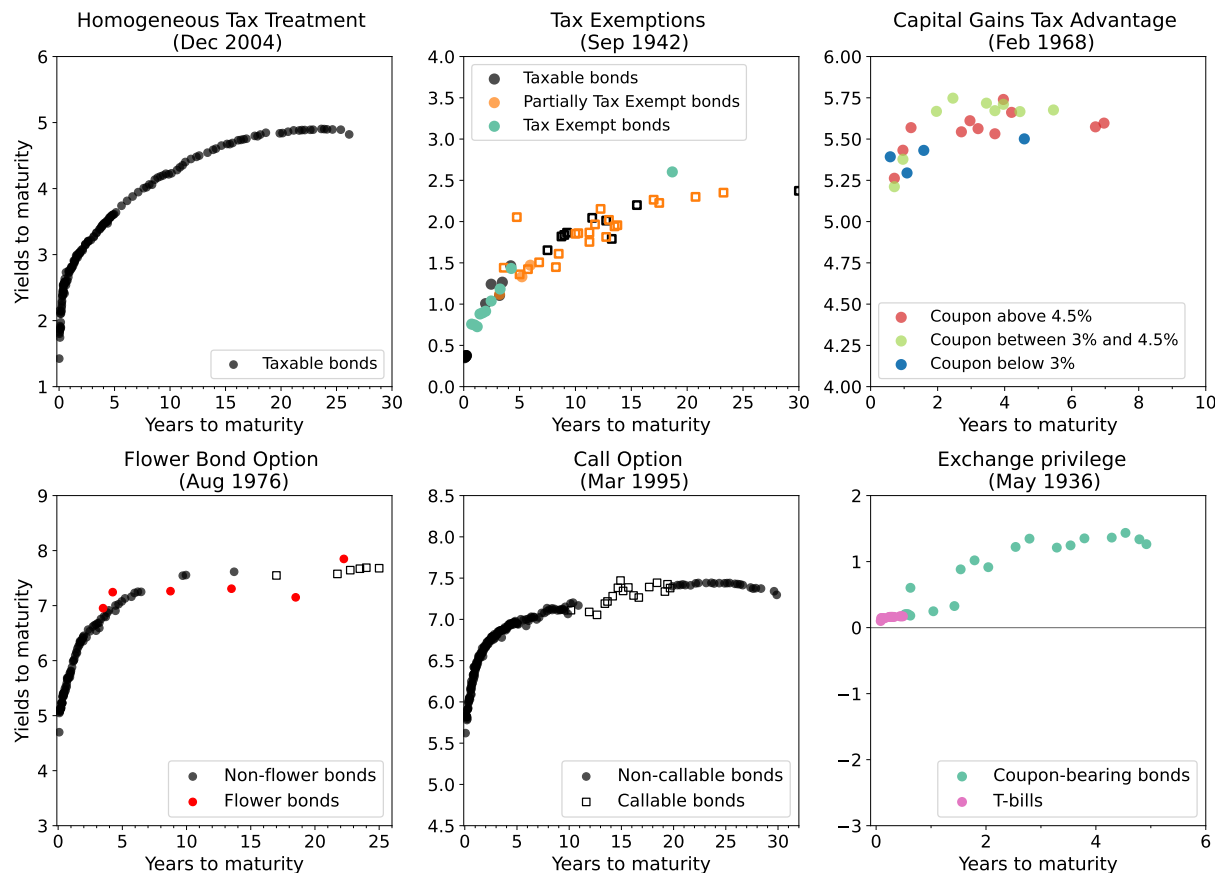 Homogeneous Tax Treatment
(Dec 2004)
Yields to maturity
6
5
4
3
2
1
Taxable bonds
0 5 10 15 20 25 30
Years to maturity
Tax Exemptions
(Sep 1942)
4.0
3.5
3.0
2.5
2.0
1.5
1.0
0.5
0.0
Taxable bonds
Partially Tax Exempt bonds
Tax Exempt bonds
0 5 10 15 20 25 30
Years to maturity
Capital Gains Tax Advantage
(Feb 1968)
6.00
5.75
5.50
5.25
5.00
4.75
4.50
4.25
4.00
Coupon above 4.5%
Coupon between 3% and 4.5%
Coupon below 3%
0 2 4 6 8 10
Years to maturity
Flower Bond Option
(Aug 1976)
Yields to maturity
9
8
7
6
5
4
3
Non-flower bonds
Flower bonds
0 5 10 15 20 25
Years to maturity
Call Option
(Mar 1995)
8.5
8.0
7.5
7.0
6.5
6.0
5.5
5.0
4.5
Non-callable bonds
Callable bonds
0 5 10 15 20 25 30
Years to maturity
Exchange privilege
(May 1936)
2
1
0
−1
−2
−3
Coupon-bearing bonds
T-bills
0 2 4 6
Years to maturity